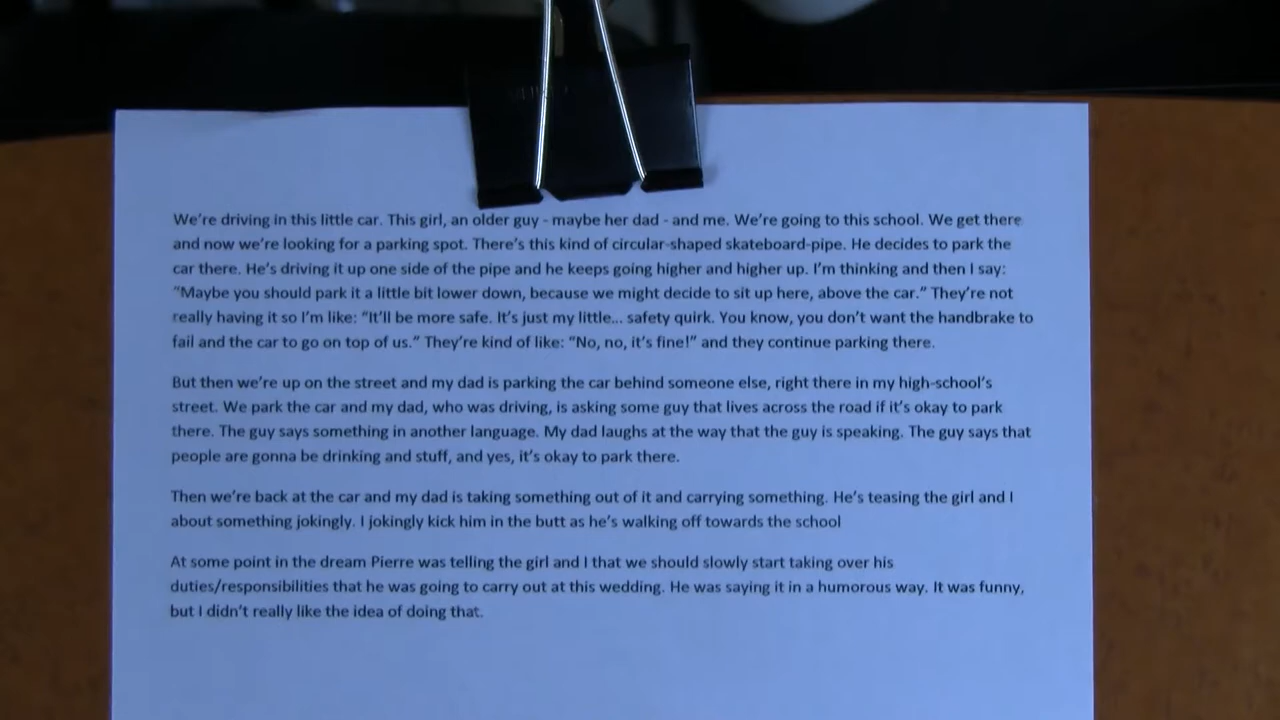 We're driving in this little car. This girl, an older guy - maybe her dad - and me. We're going to this school. We get there
and now we're looking for a parking spot. There's this kind of circular-shaped skateboard-pipe. He decides to park the
car there. He's driving it up one side of the pipe and he keeps going higher and higher up. I'm thinking and then I say:
“Maybe you should park it a little bit lower down, because we might decide to sit up here, above the car.” They're not
really having it so I'm like: “It'll be more safe. It's just my little... safety quirk. You know, you don't want the handbrake to
fail and the car to go on top of us.” They're kind of like: “No, no, it's fine!” and they continue parking there.
But then we're up on the street and my dad is parking the car behind someone else, right there in my high-school's
street. We park the car and my dad, who was driving, is asking some guy that lives across the road if it's okay to park
there. The guy says something in another language. My dad laughs at the way that the guy is speaking. The guy says that
people are gonna be drinking and stuff, and yes, it's okay to park there.
Then we're back at the car and my dad is taking something out of it and carrying something. He's teasing the girl and I
about something jokingly. I jokingly kick him in the butt as he's walking off towards the school
At some point in the dream Pierre was telling the girl and I that we should slowly start taking over his
duties/responsibilities that he was going to carry out at this wedding. He was saying it in a humorous way. It was funny,
but I didn't really like the idea of doing that.